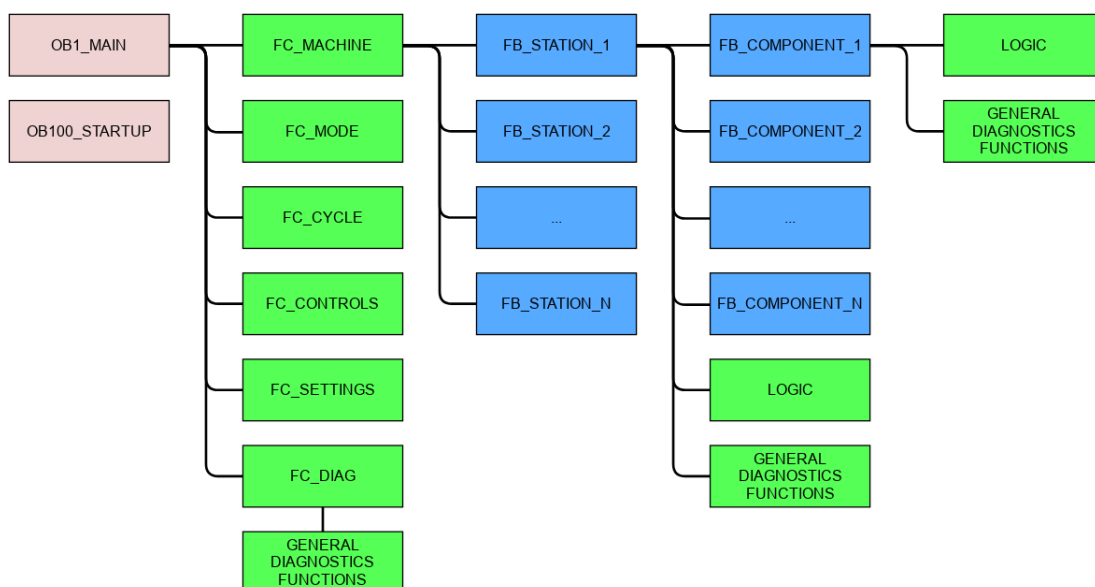 OB1_MAIN
FC_MACHINE
FB_STATION_1
FB_COMPONENT_1
LOGIC
OB100_STARTUP
FC_MODE
FB_STATION_2
FB_COMPONENT_2
GENERAL
DIAGNOSTICS
FUNCTIONS
FC_CYCLE
...
...
FC_CONTROLS
FB_STATION_N
FB_COMPONENT_N
FC_SETTINGS
LOGIC
FC_DIAG
GENERAL
DIAGNOSTICS
FUNCTIONS
GENERAL
DIAGNOSTICS
FUNCTIONS